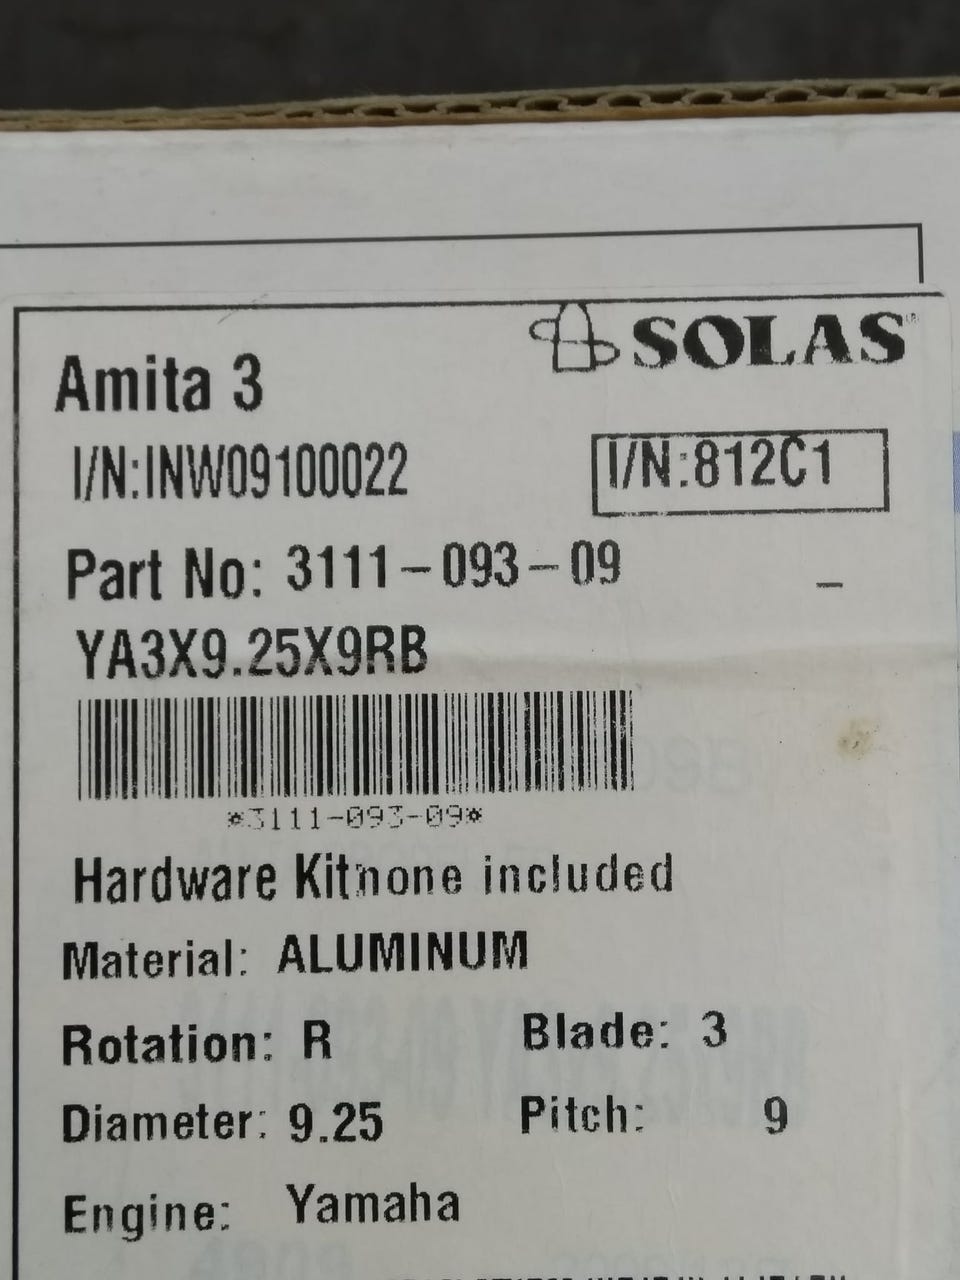 SOLAS
Amita 3
I/N:INW09100022
I/N:812C1
Part No: 3111-093-09 -
YA3X9.25X9RB
*3111-093-09*
Hardware Kit none included
Material: ALUMINUM
Rotation: R Blade: 3
Diameter: 9.25 Pitch: 9
Engine: Yamaha